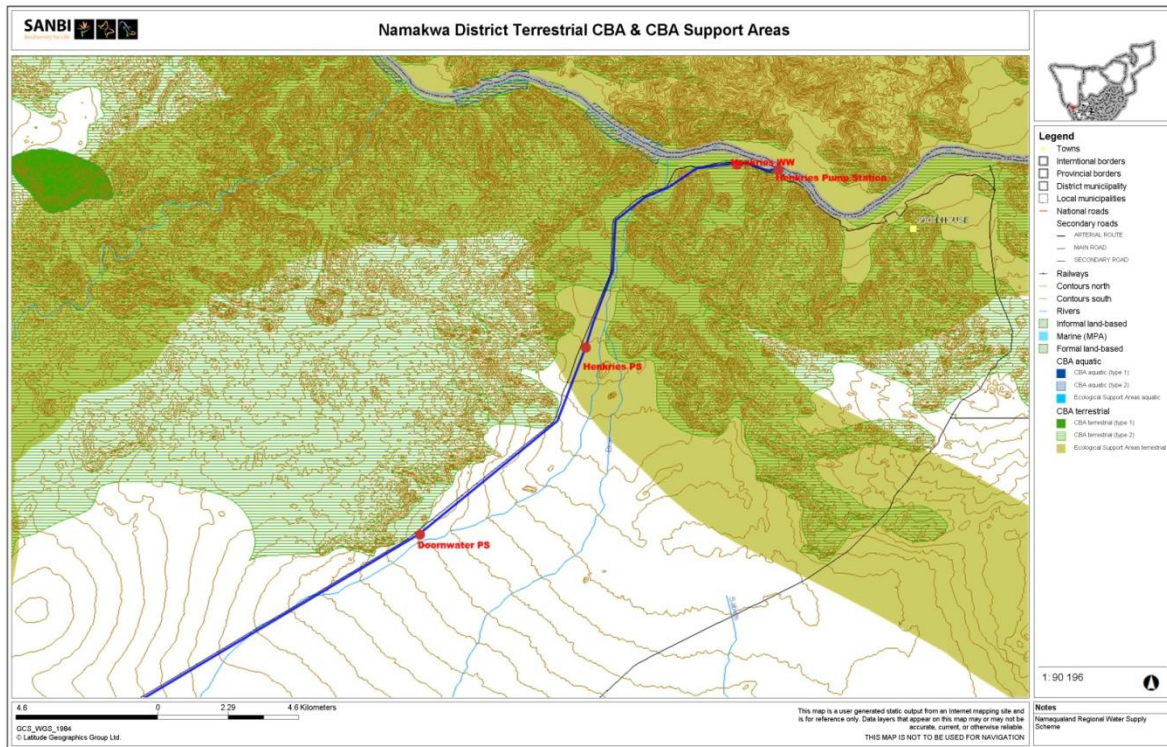 SANBI
Biodiversity for Life
Namakwa District Terrestrial CBA & CBA Support Areas
Henkries WW
Henkries Pump Station
Henkries PS
Doornwater PS
Legend
Towns
Interntional borders
Provincial borders
District municiipality
Local municipalities
National roads
Secondary roads
ARTERIAL ROUTE
MAIN ROAD
SECONDARY ROAD
Railways
Contours north
Contours south
Rivers
Informal land-based
Marine (MPA)
Formal land-based
CBA aquatic
CBA aquatic (type 1)
CBA aquatic (type 2)
Ecological Support Areas aquatic
CBA terrestrial
CBA terrestrial (type 1)
CBA terrestrial (type 2)
Ecological Support Areas terrestrial
1: 90 196
4.6 0 2.29 4.6 Kilometers
GCS_WGS_1984
© Latitude Geographics Group Ltd.
This map is a user generated static output from an Internet mapping site and
is for reference only. Data layers that appear on this map may or may not be
accurate, current, or otherwise reliable.
THIS MAP IS NOT TO BE USED FOR NAVIGATION
Notes
Namaqualand Regional Water Supply
Scheme